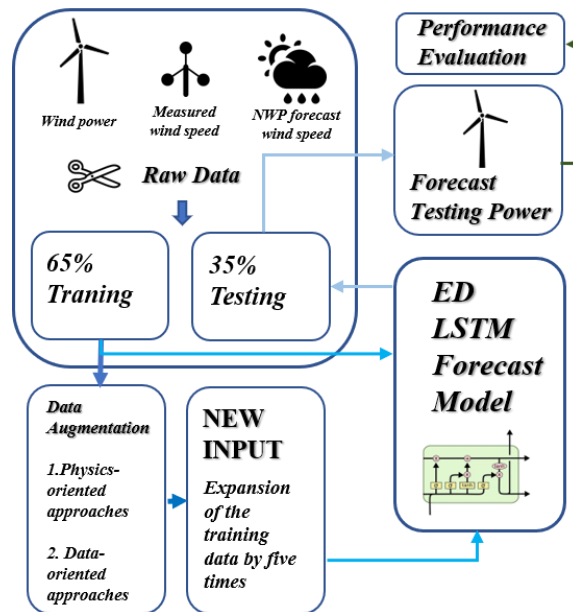 Wind power
Measured
wind speed
NWP forecast
wind speed
Raw Data
65%
Traning
35%
Testing
Performance
Evaluation
Forecast
Testing Power
ED
LSTM
Forecast
Model
Data
Augmentation
1.Physics-
oriented
approaches
2. Data-
oriented
approaches
NEW
INPUT
Expansion
of the
training
data by five
times